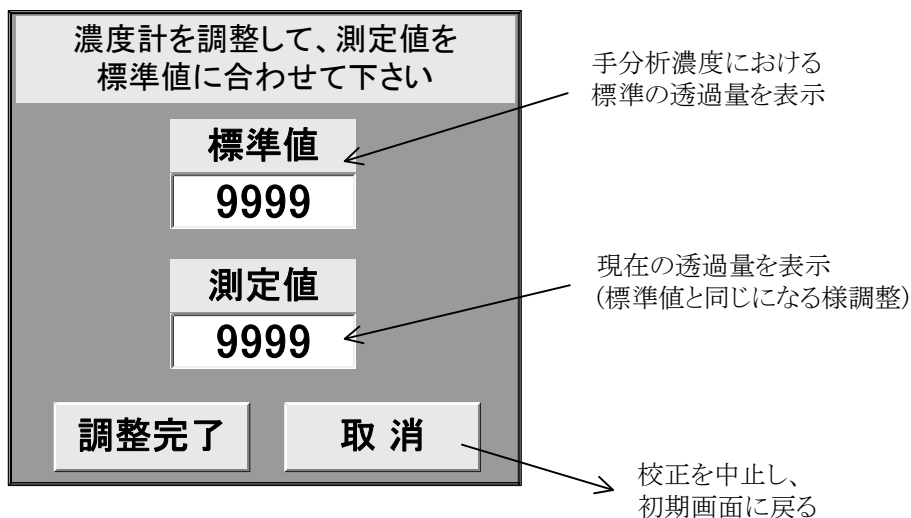 濃度計を調整して、測定値を
標準値に合わせて下さい
手分析濃度における
標準の透過量を表示
標準値
9999
現在の透過量を表示
(標準値と同じになる様調整)
測定値
9999
調整完了
取 消
校正を中止し、
初期画面に戻る